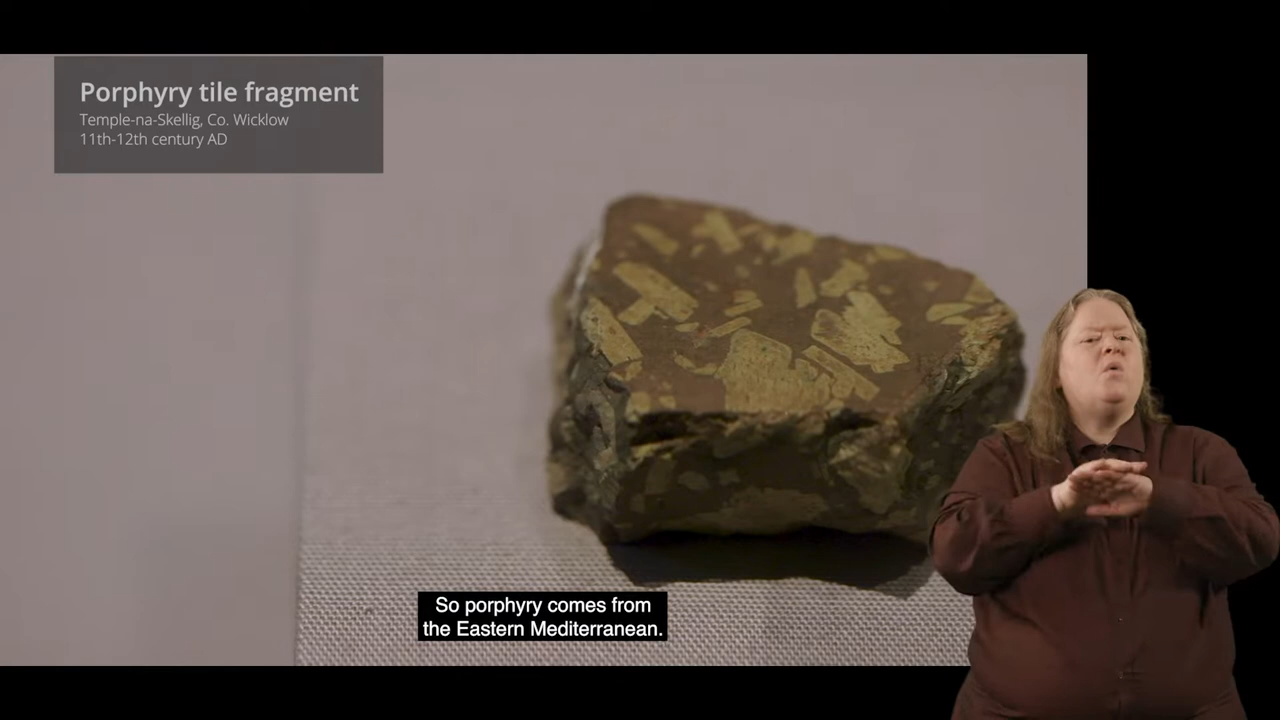 Porphyry tile fragment
Temple-na-Skellig, Co. Wicklow
11th-12th century AD
So porphyry comes from
the Eastern Mediterranean.